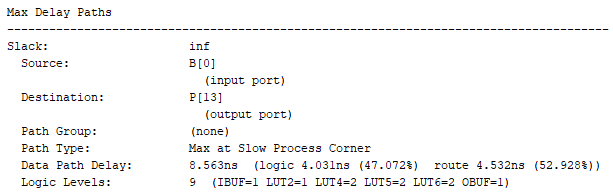 Max Delay Paths
--------------------------------------------------------------------------------------
Slack:                    inf
  Source:                 B[0]
                            (input port)
  Destination:            P[13]
                            (output port)
  Path Group:             (none)
  Path Type:              Max at Slow Process Corner
  Data Path Delay:        8.563ns  (logic 4.031ns (47.072%)  route 4.532ns (52.928%))
  Logic Levels:           9  (IBUF=1 LUT2=1 LUT4=2 LUT5=2 LUT6=2 OBUF=1)